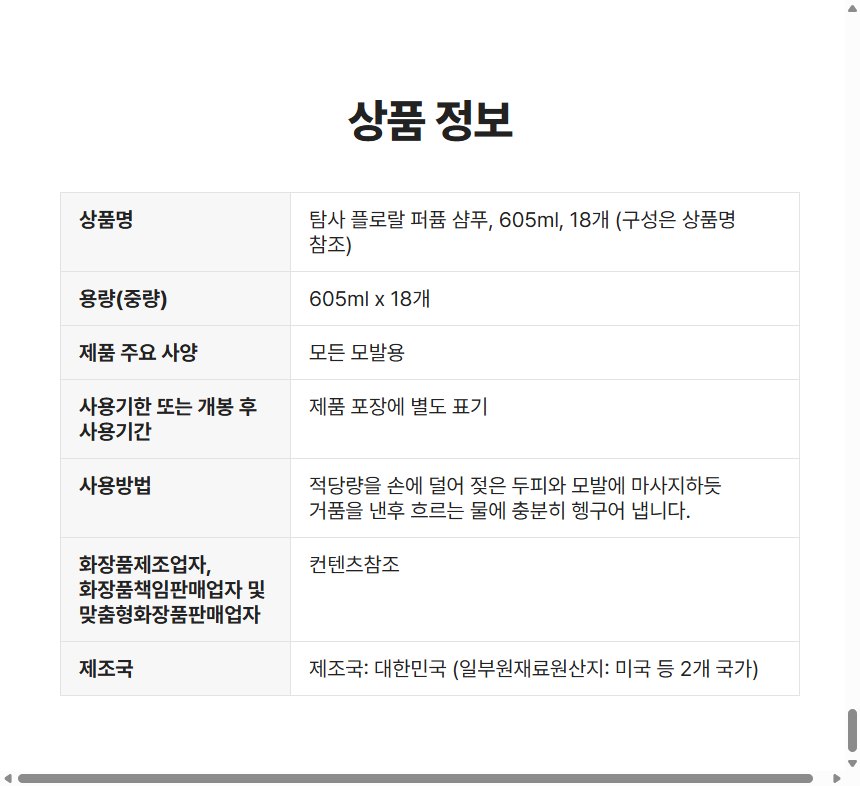 상품 정보
상품명
탐사 플로랄 퍼퓸 샴푸, 605ml, 18개 (구성은 상품명
참조)
용량(중량)
605ml x 18개
제품 주요 사양
모든 모발용
사용기한 또는 개봉 후
사용기간
제품 포장에 별도 표기
사용방법
적당량을 손에 덜어 젖은 두피와 모발에 마사지하듯
거품을 낸후 흐르는 물에 충분히 헹구어 냅니다.
화장품제조업자,
화장품책임판매업자 및
맞춤형화장품판매업자
컨텐츠참조
제조국
제조국: 대한민국 (일부원재료원산지: 미국 등 2개 국가)